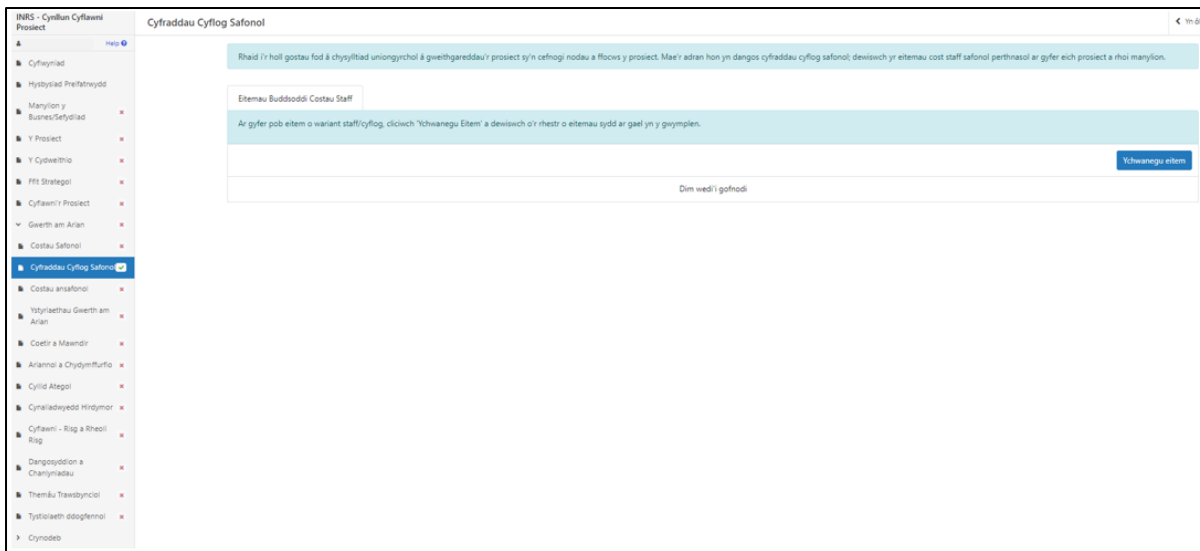 INRS - Cynllun Cyflawni
Prosiect
Help
Cyflwyniad
Hysbysiad Preifatrwydd
Manylion y
Busnes/Sefydliad
Y Prosiect
Y Cydweithio
Ffit Strategol
Cyflawni'r Prosiect
Gwerth am Arian
Costau Safonol
Cyfraddau Cyflog Safonol
Costau ansafonol
Ystyriaethau Gwerth am
Arian
Coetir a Mawndir
Ariannol a Chydymffurfio
Cyllid Ategol
Cynaliadwyedd Hirdymor
Cyflawni - Risg a Rheoli
Risg
Dangosyddion a
Chanlyniadau
Themâu Trawsbynciol
Tystiolaeth ddogfennol
Crynodeb
Cyfraddau Cyflog Safonol
Yn ôl
Rhaid i'r holl gostau fod â chysylltiad uniongyrchol â gweithgareddau'r prosiect sy'n cefnogi nodau a ffocws y prosiect. Mae'r adran hon yn dangos cyfraddau cyflog safonol; dewiswch yr eitemau cost staff safonol perthnasol ar gyfer eich prosiect a rhoi manylion.
Eitemau Buddsoddi Costau Staff
Ar gyfer pob eitem o wariant staff/cyflog, cliciwch 'Ychwanegu Eitem' a dewiswch o'r rhestr o eitemau sydd ar gael yn y gwymplen.
Ychwanegu eitem
Dim wedi'i gofnodi